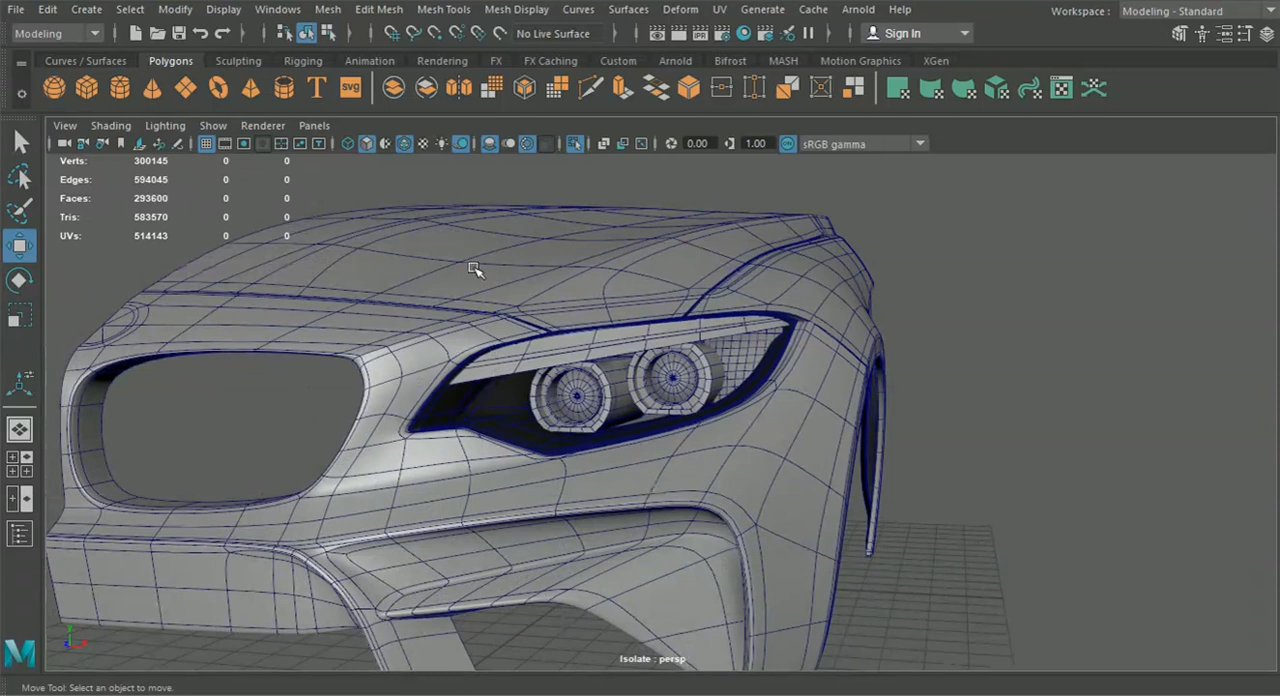 File Edit Create Select Modify Display Windows Mesh Edit Mesh Mesh Tools Mesh Display Curves Surfaces Deform UV Generate Cache Arnold Help Workspace: Modeling - Standard
Modeling No Live Surface Sign In
Curves / Surfaces Polygons Sculpting Rigging Animation Rendering FX FX Caching Custom Arnold Bifrost MASH Motion Graphics XGen
T SVG
View Shading Lighting Show Renderer Panels
0.00 1.00 sRGB gamma
Verts: 300145 0 0
Edges: 594045 0 0
Faces: 293600 0 0
Tris: 583570 0 0
UVs: 514143 0 0
Isolate : persp
M
Move Tool: Select an object to move.